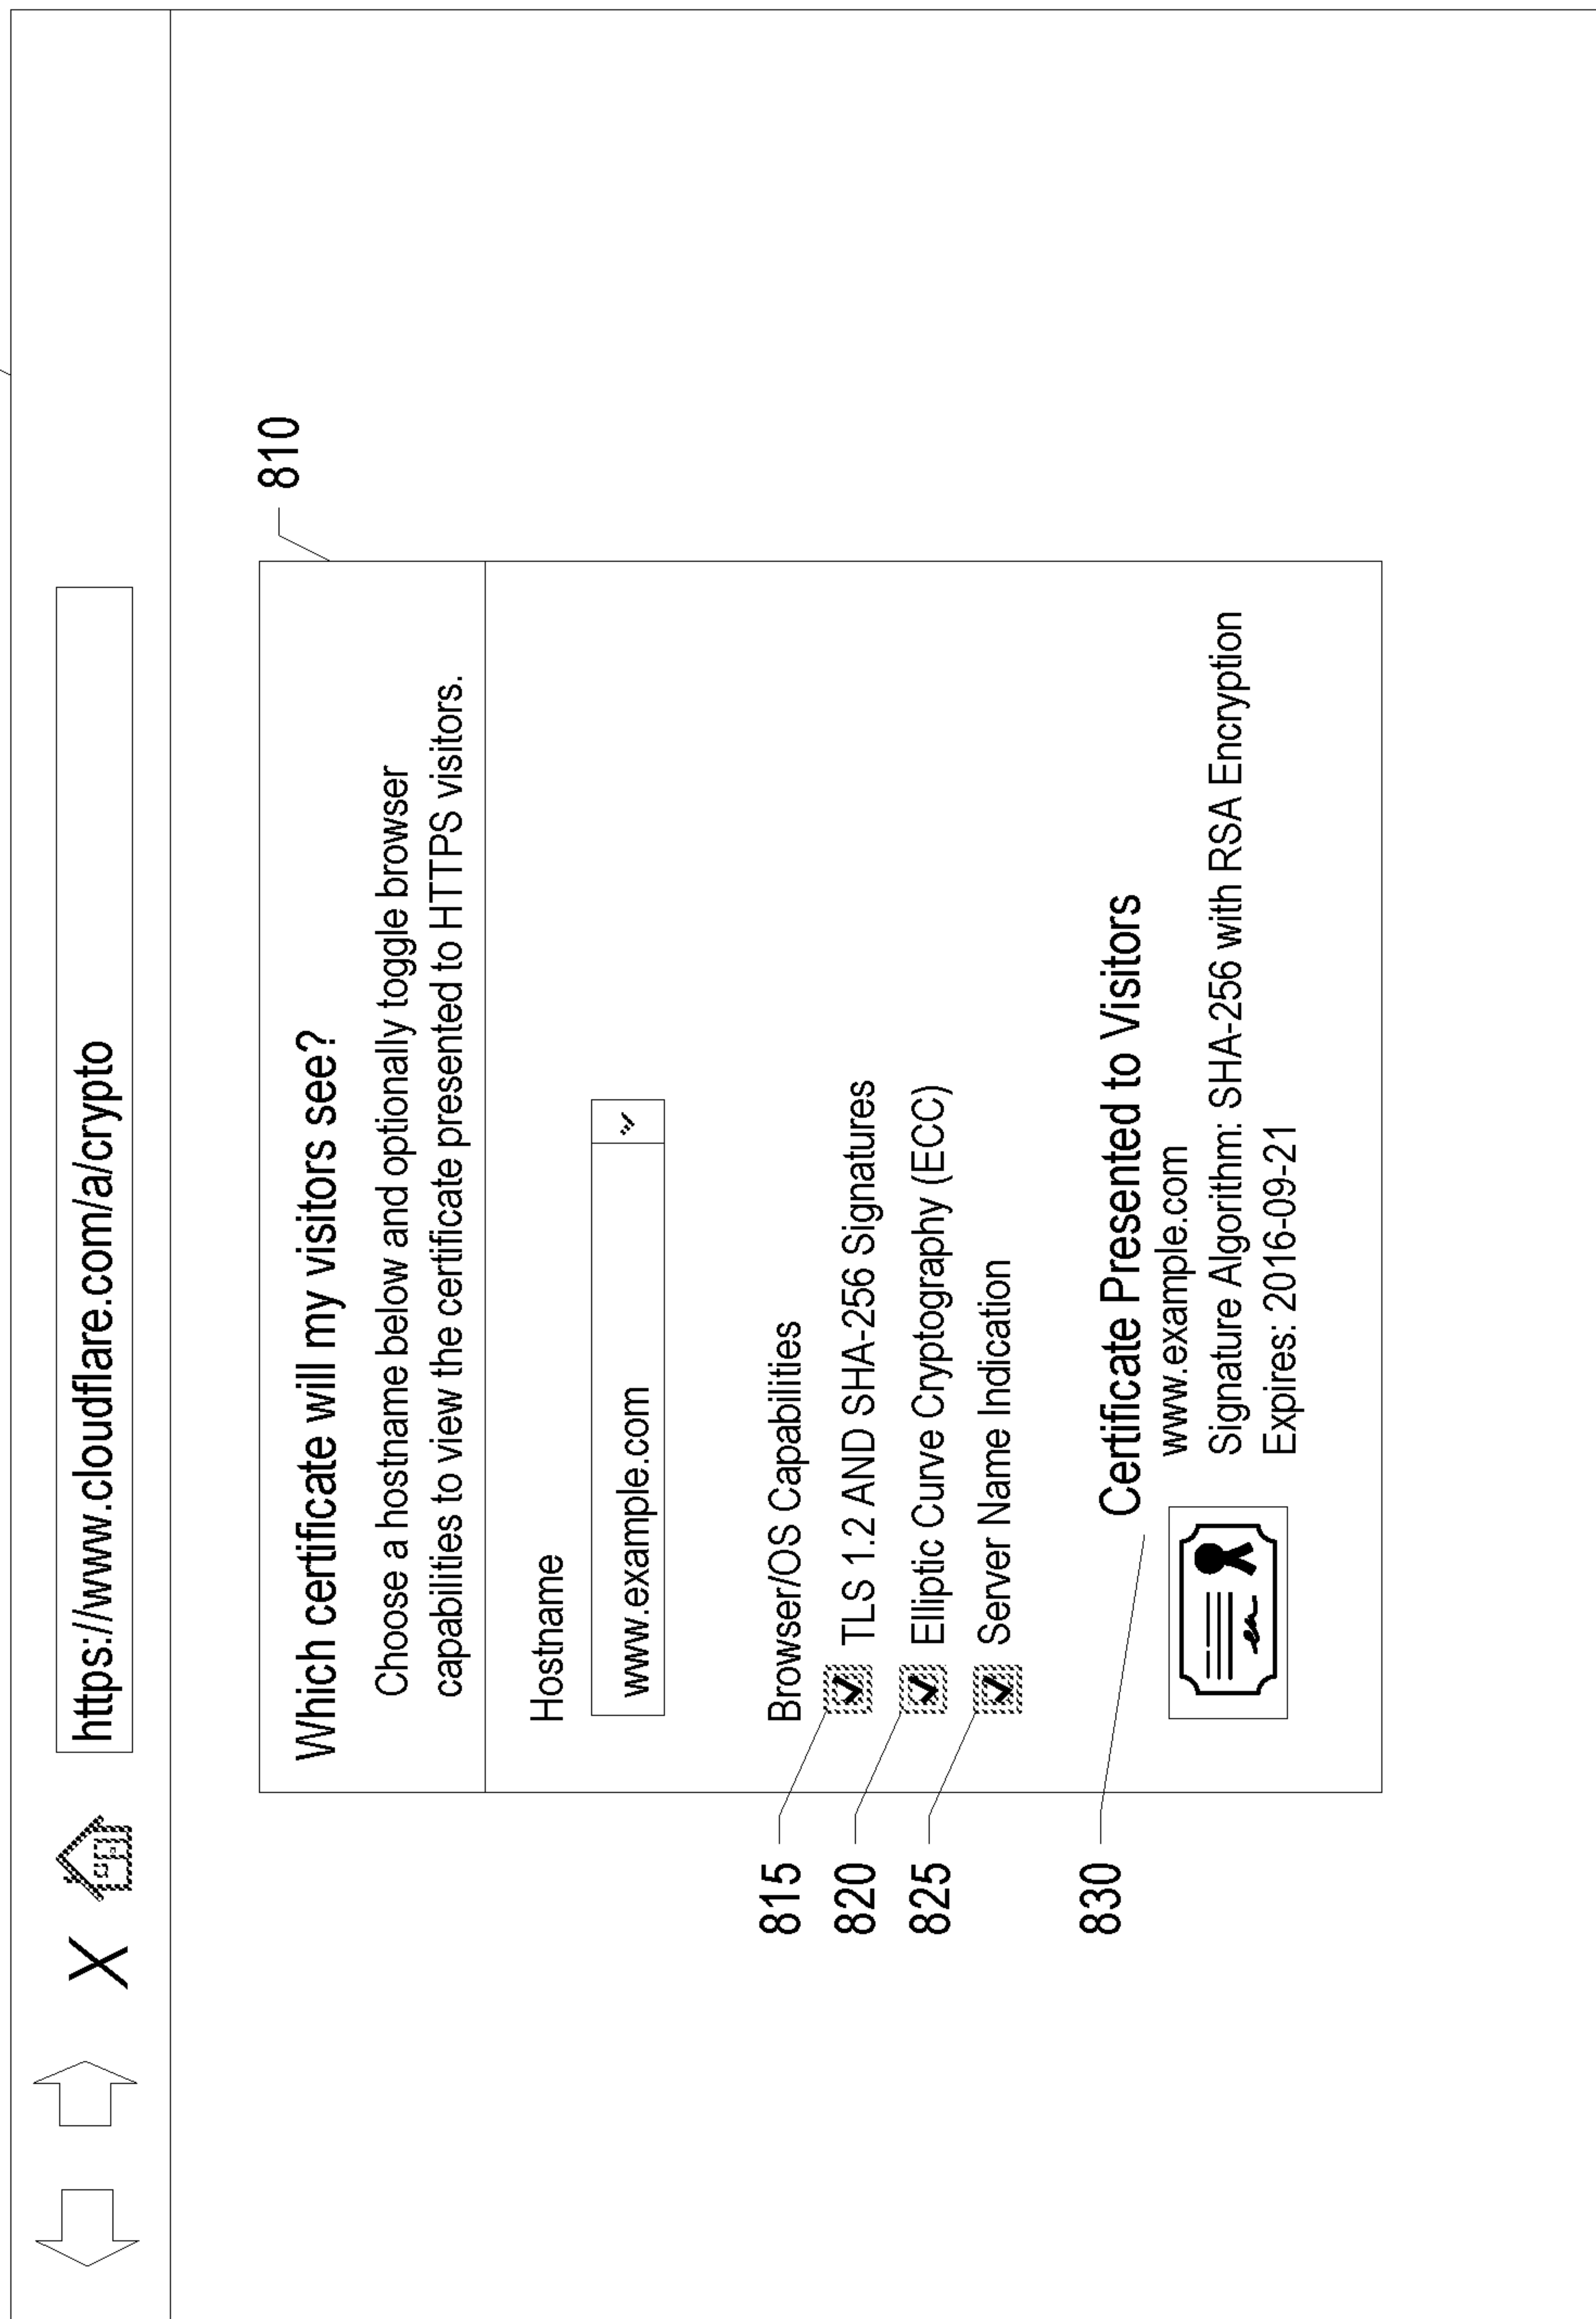 https://www.cloudflare.com/a/crypto
810
Which certificate will my visitors see?
Choose a hostname below and optionally toggle browser
capabilities to view the certificate presented to HTTPS visitors.
Hostname
www.example.com
Browser/OS Capabilities
815
TLS 1.2 AND SHA-256 Signatures
820
Elliptic Curve Cryptography (ECC)
825
Server Name Indication
830
Certificate Presented to Visitors
www.example.com
Signature Algorithm: SHA-256 with RSA Encryption
Expires: 2016-09-21